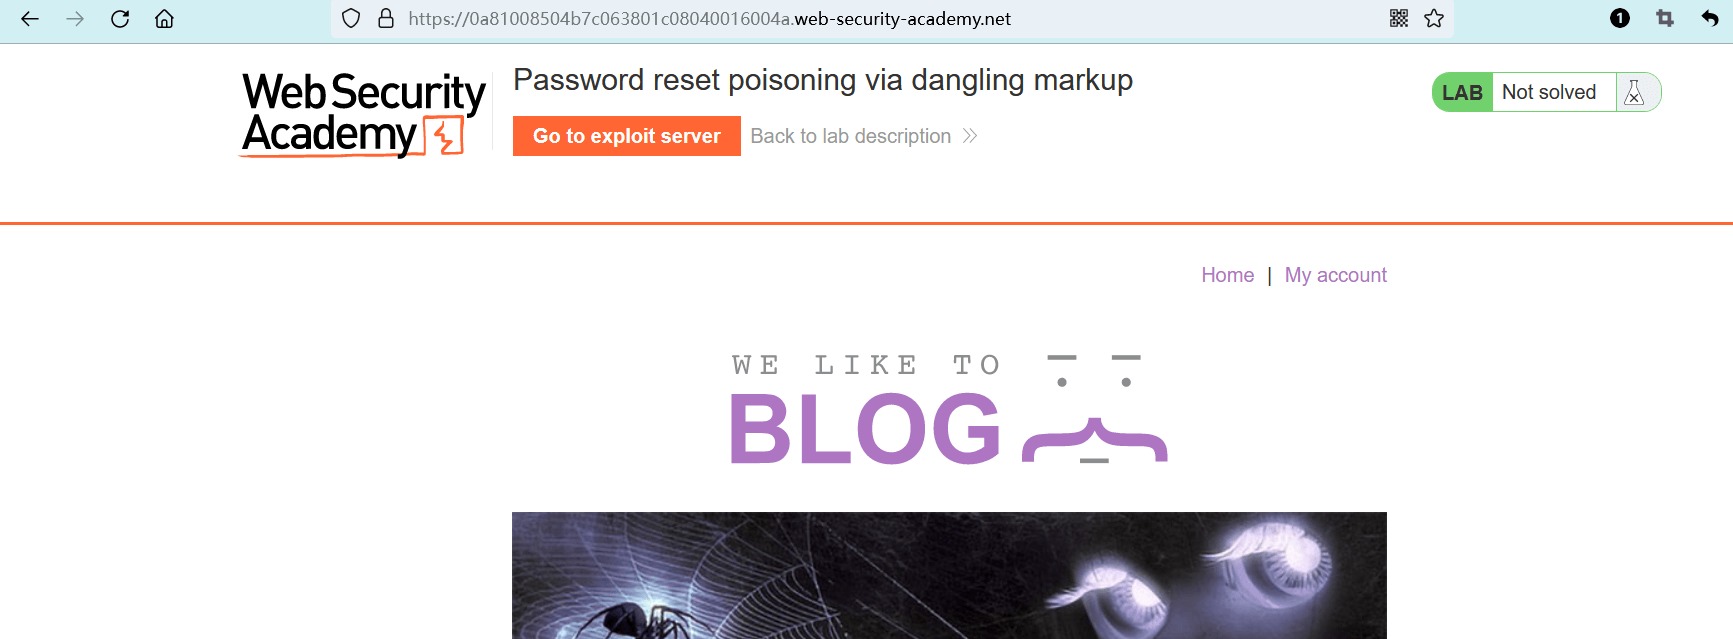 https://0a81008504b7c063801c08040016004a.web-security-academy.net
1
Web Security
Academy
Password reset poisoning via dangling markup
Go to exploit server
Back to lab description
LAB
Not solved
Home | My account
WE LIKE TO
BLOG